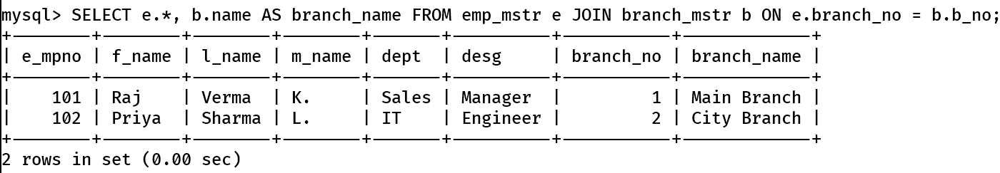 mysql> SELECT e.*, b.name AS branch_name FROM emp_mstr e JOIN branch_mstr b ON e.branch_no = b.b_no;
+--------+--------+--------+--------+-------+----------+-----------+-------------+
| e_mpno | f_name | l_name | m_name | dept  | desg     | branch_no | branch_name |
+--------+--------+--------+--------+-------+----------+-----------+-------------+
|    101 | Raj    | Verma  | K.     | Sales | Manager  |         1 | Main Branch |
|    102 | Priya  | Sharma | L.     | IT    | Engineer |         2 | City Branch |
+--------+--------+--------+--------+-------+----------+-----------+-------------+
2 rows in set (0.00 sec)